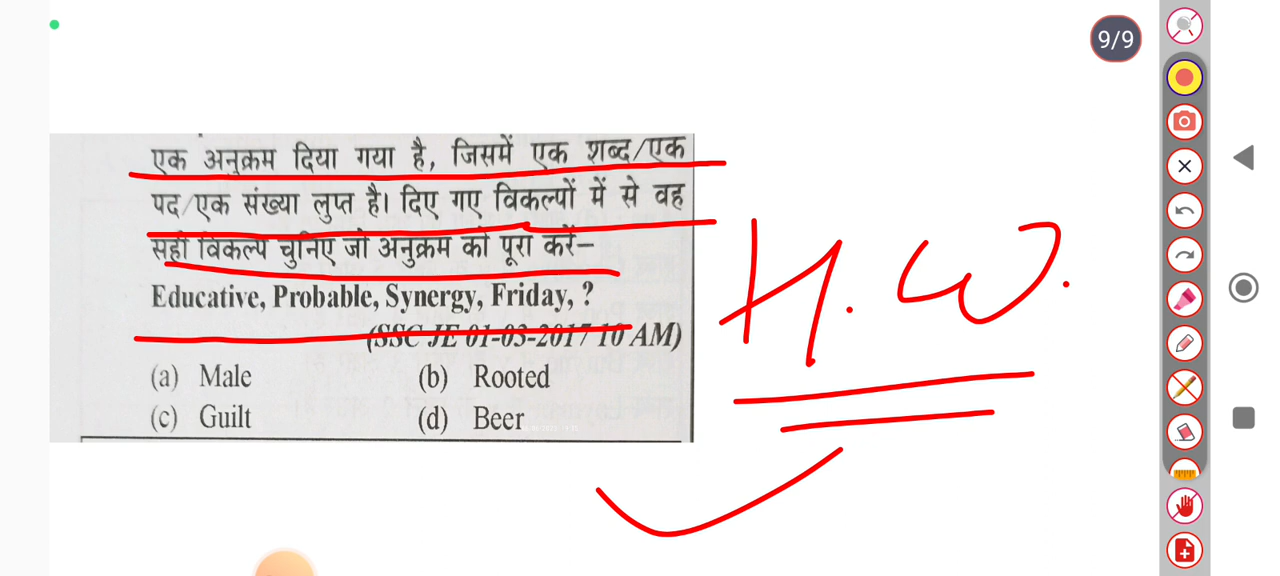 9/9
एक अनुक्रम दिया गया है, जिसमें एक शब्द/एक
पद/एक संख्या लुप्त है। दिए गए विकल्पों में से वह
सही विकल्प चुनिए जो अनुक्रम को पूरा करें–
Educative, Probable, Synergy, Friday, ?
(SSC JE 01-03-2017 10 AM)
(a) Male (b) Rooted
(c) Guilt (d) Beer
H.W.